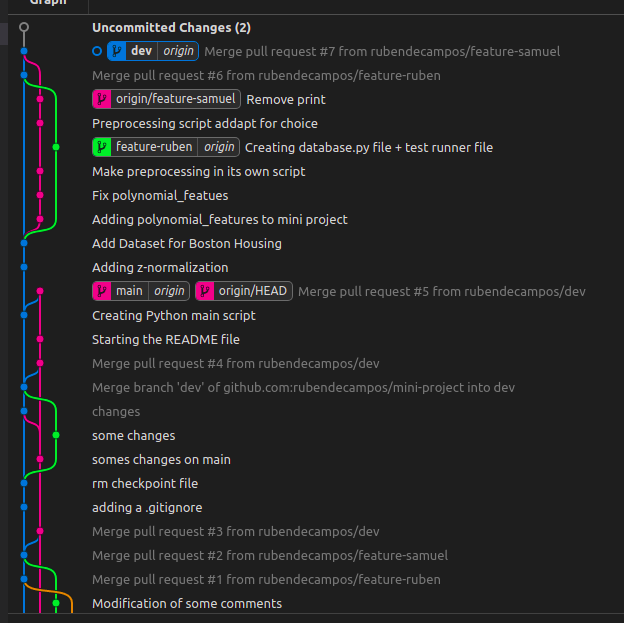 Graph
Uncommitted Changes (2)
dev origin Merge pull request #7 from rubendecampos/feature-samuel
Merge pull request #6 from rubendecampos/feature-ruben
origin/feature-samuel Remove print
Preprocessing script addapt for choice
feature-ruben origin Creating database.py file + test runner file
Make preprocessing in its own script
Fix polynomial_featues
Adding polynomial_features to mini project
Add Dataset for Boston Housing
Adding z-normalization
main origin origin/HEAD Merge pull request #5 from rubendecampos/dev
Creating Python main script
Starting the README file
Merge pull request #4 from rubendecampos/dev
Merge branch 'dev' of github.com:rubendecampos/mini-project into dev
changes
some changes
somes changes on main
rm checkpoint file
adding a .gitignore
Merge pull request #3 from rubendecampos/dev
Merge pull request #2 from rubendecampos/feature-samuel
Merge pull request #1 from rubendecampos/feature-ruben
Modification of some comments